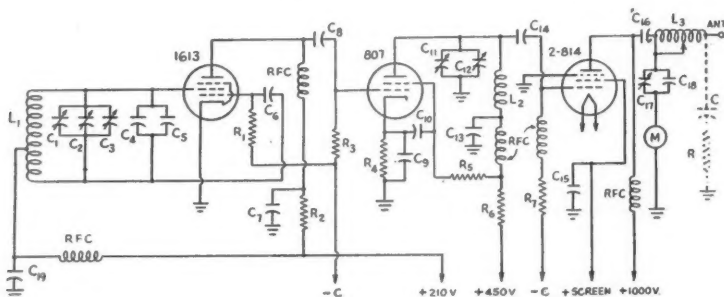 C8
C14
C16
L3
ANT.
1613
807
2-814
C11
C12
RFC
C17
C18
C
L1
C1
C2
C3
C4
C5
R1
C6
R3
C10
L2
C13
RFC
M
R
R4
C9
R5
C7
R2
R6
R7
C15
RFC
RFC
C19
-C
+210V
+450V
-C
+SCREEN
+1000V.